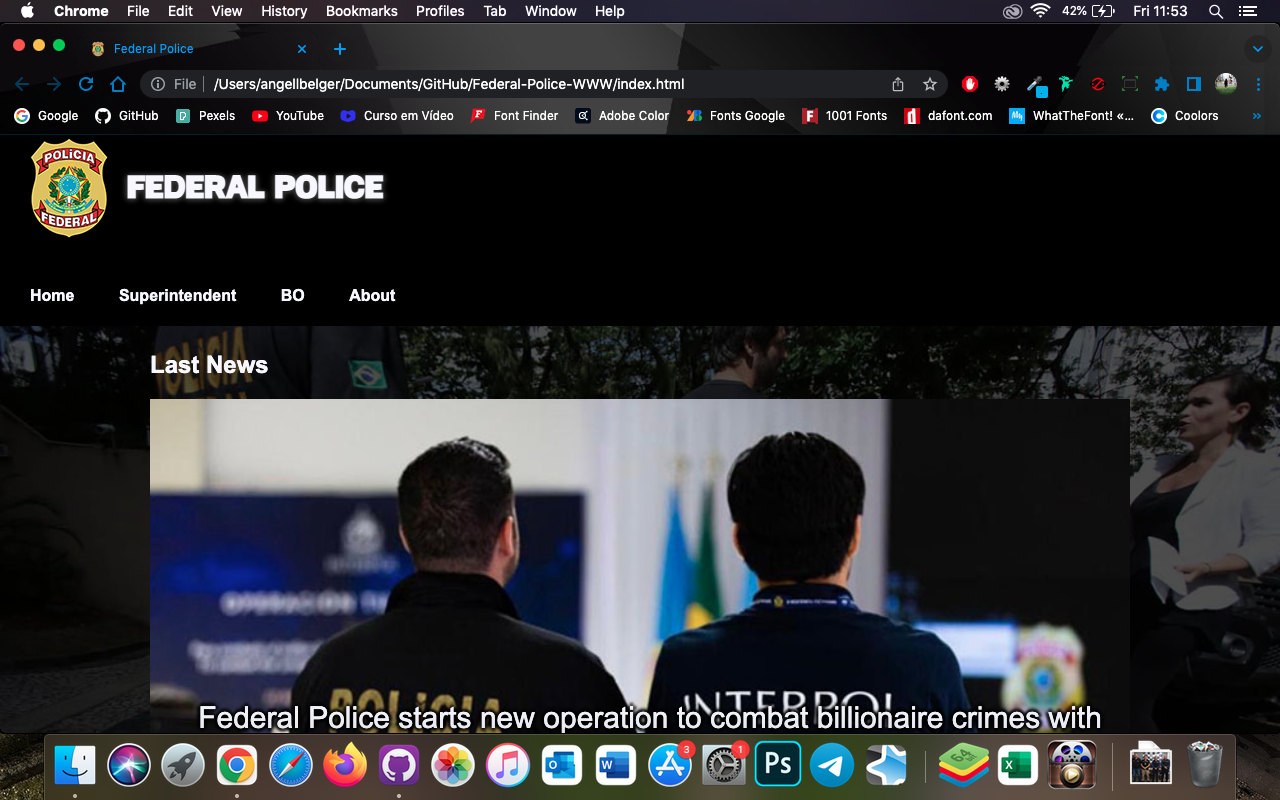 Chrome File Edit View History Bookmarks Profiles Tab Window Help 42% Fri 11:53
Federal Police
File /Users/angellbelger/Documents/GitHub/Federal-Police-WWW/index.html
Google GitHub Pexels YouTube Curso em Vídeo Font Finder Adobe Color Fonts Google 1001 Fonts dafont.com WhatTheFont! «... Coolors »
POLíCIA
FEDERAL
FEDERAL POLICE
Home Superintendent BO About
POLICIA
Last News
POLíCIA INTERPOL
Federal Police starts new operation to combat billionaire crimes with
3
1
Ps